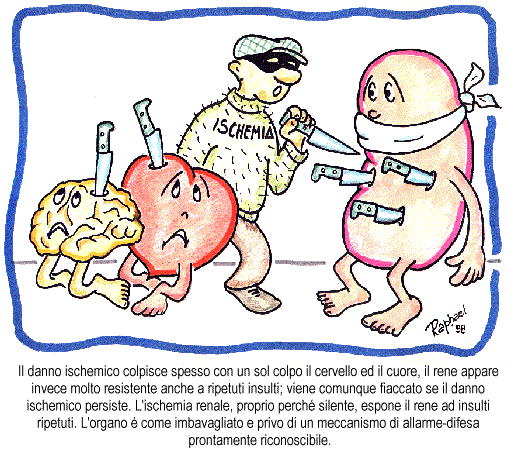 ISCHEMIA
Raphael
98
Il danno ischemico colpisce spesso con un sol colpo il cervello ed il cuore, il rene appare
invece molto resistente anche a ripetuti insulti; viene comunque fiaccato se il danno
ischemico persiste. L'ischemia renale, proprio perché silente, espone il rene ad insulti
ripetuti. L'organo é come imbavagliato e privo di un meccanismo di allarme-difesa
prontamente riconoscibile.